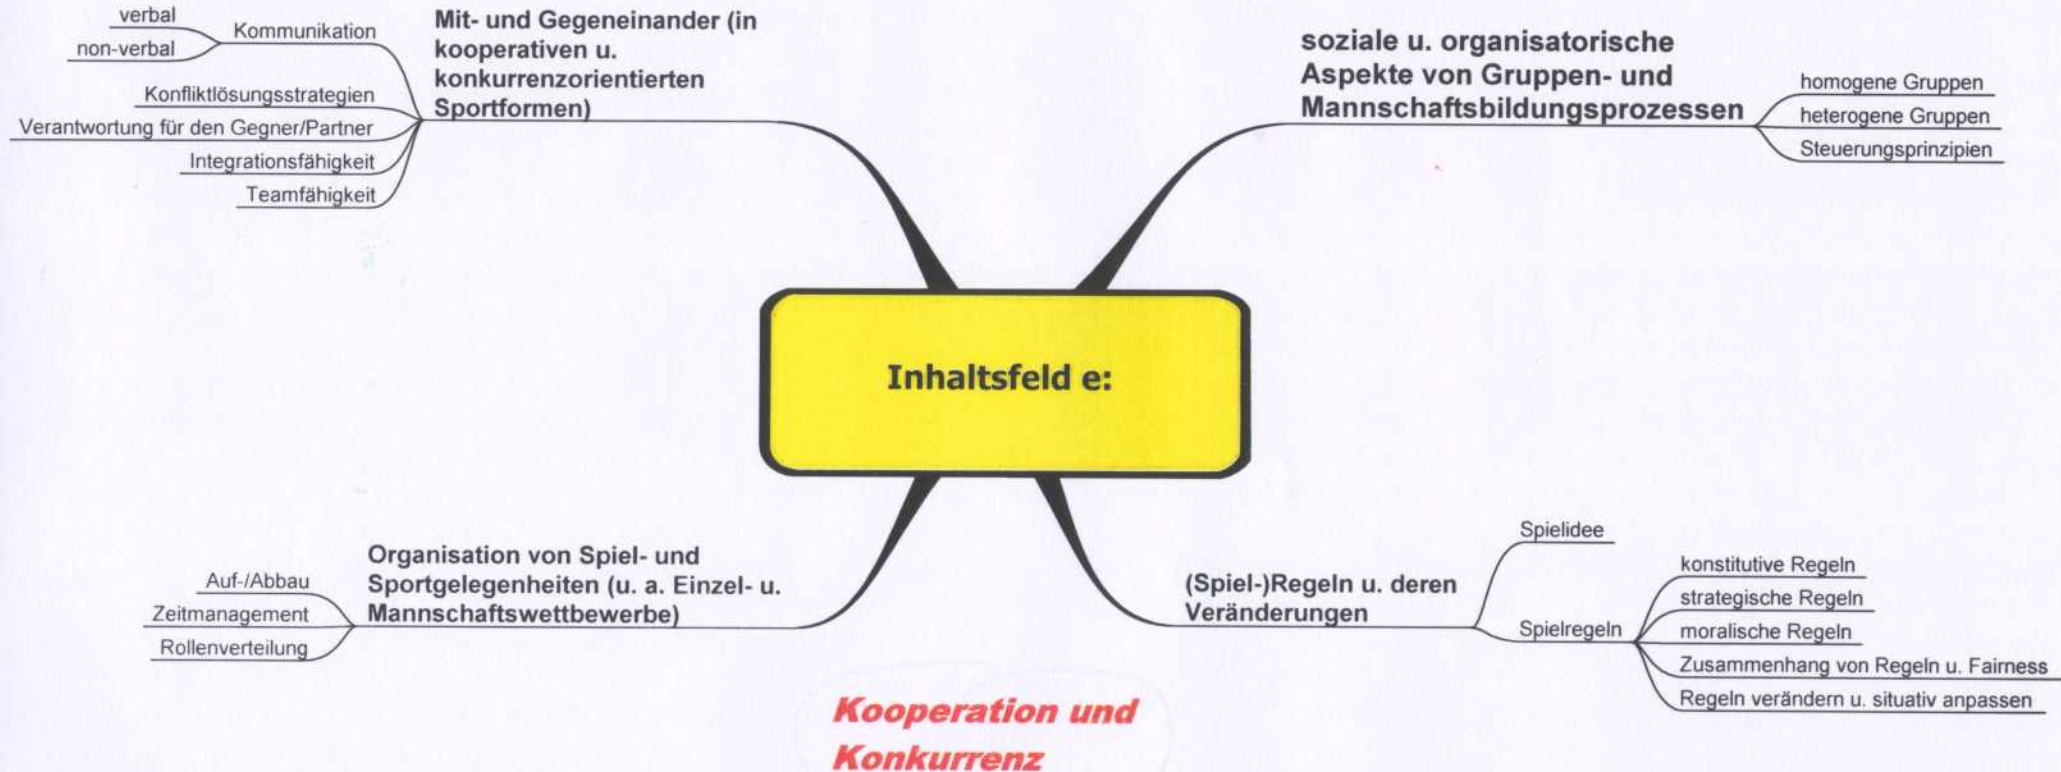 verbal
non-verbal
Kommunikation
Konfliktlösungsstrategien
Verantwortung für den Gegner/Partner
Integrationsfähigkeit
Teamfähigkeit
Mit- und Gegeneinander (in
kooperativen u.
konkurrenzorientierten
Sportformen)
soziale u. organisatorische
Aspekte von Gruppen- und
Mannschaftsbildungsprozessen
homogene Gruppen
heterogene Gruppen
Steuerungsprinzipien
Inhaltsfeld e:
Auf-/Abbau
Zeitmanagement
Rollenverteilung
Organisation von Spiel- und
Sportgelegenheiten (u. a. Einzel- u.
Mannschaftswettbewerbe)
(Spiel-)Regeln u. deren
Veränderungen
Spielidee
Spielregeln
konstitutive Regeln
strategische Regeln
moralische Regeln
Zusammenhang von Regeln u. Fairness
Regeln verändern u. situativ anpassen
Kooperation und
Konkurrenz